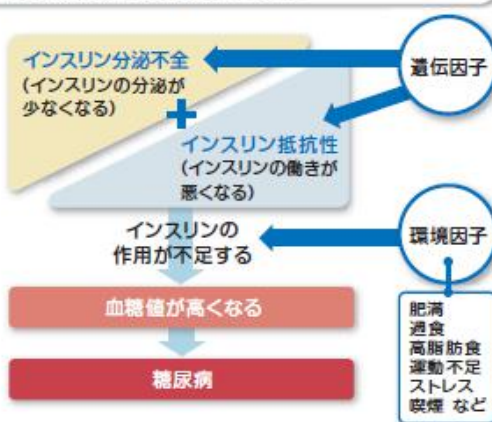 インスリン分泌不全
(インスリンの分泌が
少なくなる)
+
インスリン抵抗性
(インスリンの働きが
悪くなる)
遺伝因子
インスリンの
作用が不足する
環境因子
血糖値が高くなる
糖尿病
肥満
過食
高脂肪食
運動不足
ストレス
喫煙 など